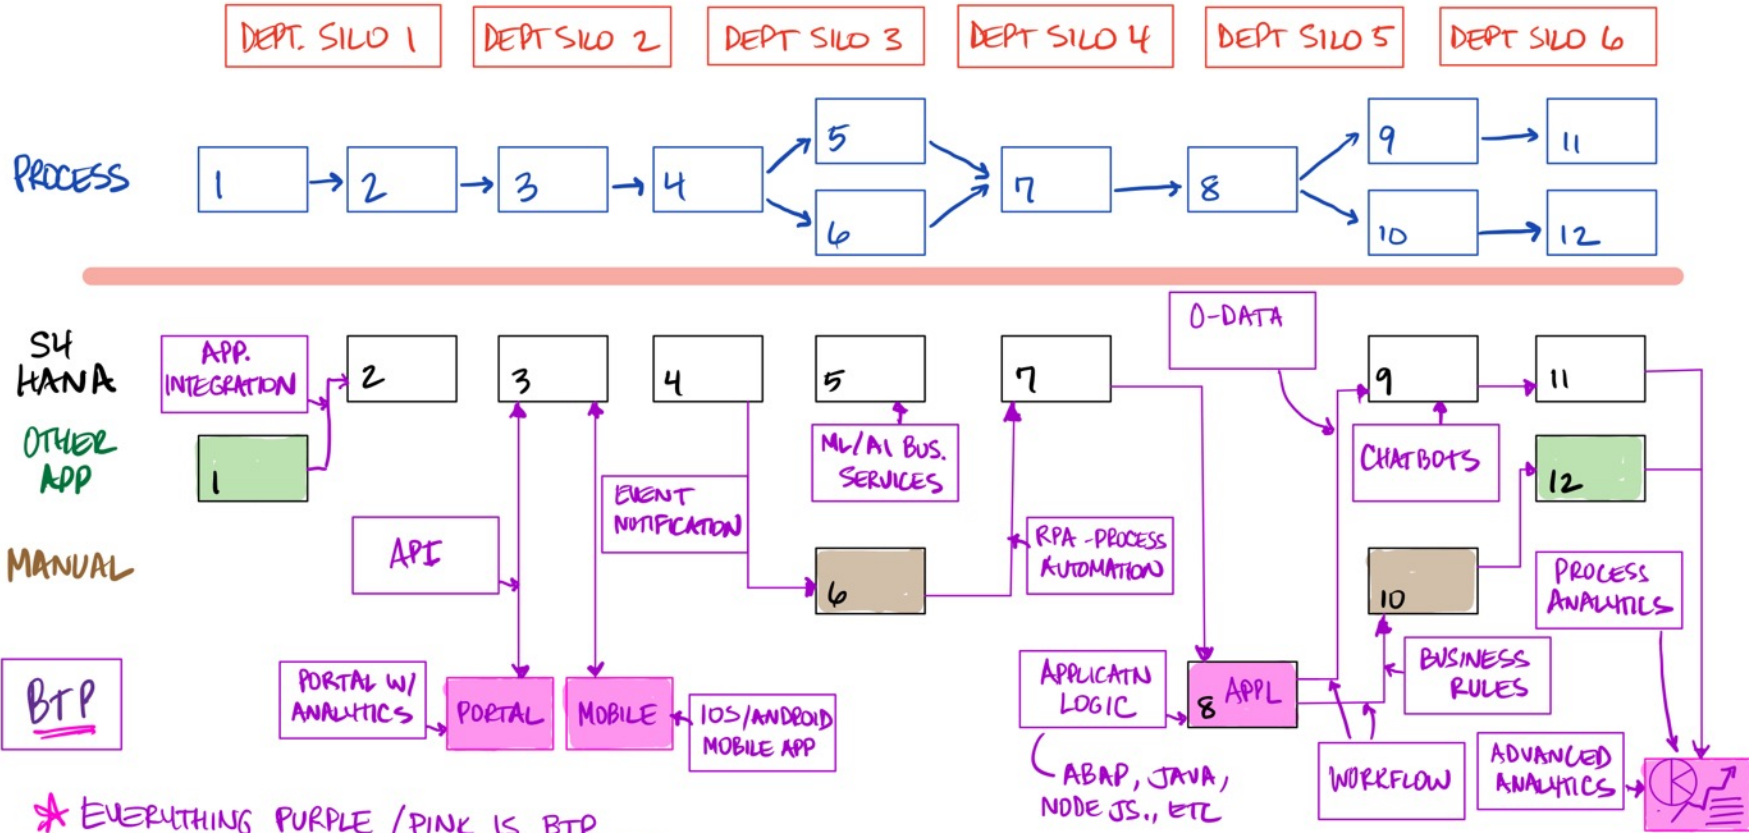 DEPT. SILO 1
DEPT SILO 2
DEPT SILO 3
DEPT SILO 4
DEPT SILO 5
DEPT SILO 6
PROCESS
1
2
3
4
5
6
7
8
9
10
11
12
S4
HANA
APP.
INTEGRATION
2
3
4
5
7
O-DATA
9
11
OTHER
APP
1
ML/AI BUS.
SERVICES
CHATBOTS
12
EVENT
NOTIFICATION
API
MANUAL
6
RPA - PROCESS
AUTOMATION
10
PROCESS
ANALYTICS
BTP
PORTAL W/
ANALYTICS
PORTAL
MOBILE
IOS/ANDROID
MOBILE APP
APPLICATN
LOGIC
8 APPL
BUSINESS
RULES
ABAP, JAVA,
NODE JS., ETC
WORKFLOW
ADVANCED
ANALYTICS
EVERYTHING PURPLE / PINK IS BTP